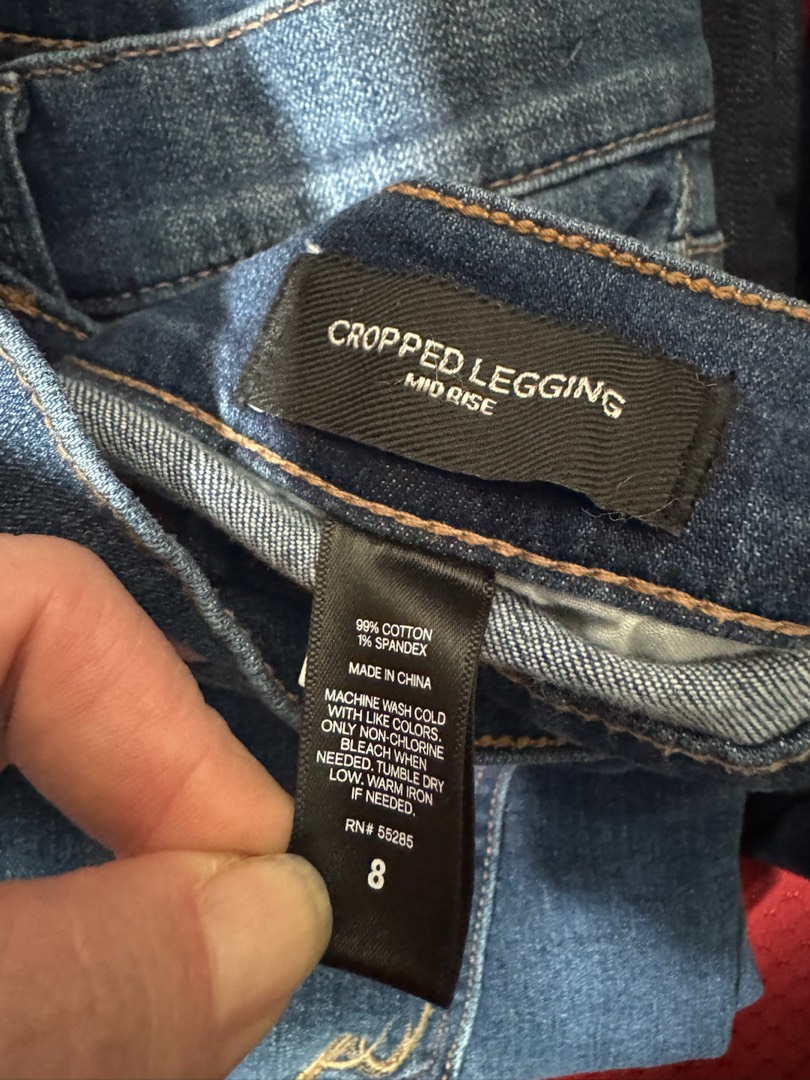 CROPPED LEGGING
MID RISE
99% COTTON
1% SPANDEX
MADE IN CHINA
MACHINE WASH COLD
WITH LIKE COLORS.
ONLY NON-CHLORINE
BLEACH WHEN
NEEDED. TUMBLE DRY
LOW. WARM IRON
IF NEEDED.
RN# 55285
8